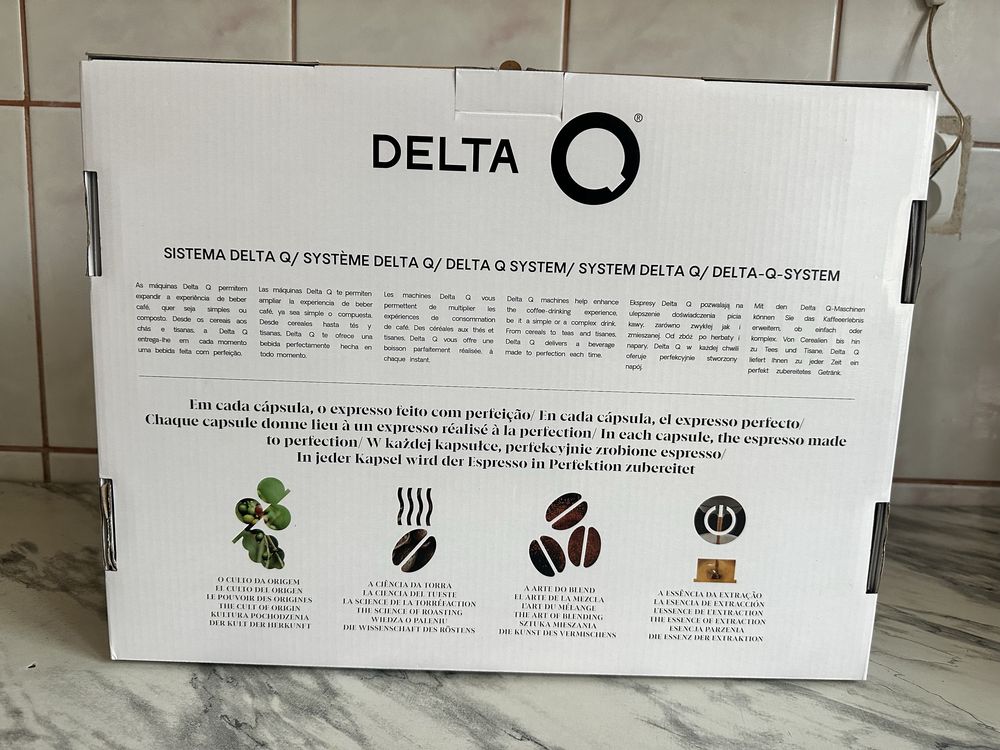 DELTA Q®
SISTEMA DELTA Q/ SYSTÈME DELTA Q/ DELTA Q SYSTEM/ SYSTEM DELTA Q/ DELTA-Q-SYSTEM
As máquinas Delta Q permitem
expandir a experiência de beber
café, quer seja simples ou
composto. Desde os cereais aos
chás e tisanas, a Delta Q
entrega-lhe em cada momento
uma bebida feita com perfeição.
Las máquinas Delta Q te permiten
ampliar la experiencia de beber
café, ya sea simple o compuesta.
Desde cereales hasta tés y
tisanas, Delta Q te ofrece una
bebida perfectamente hecha en
todo momento.
Les machines Delta Q vous
permettent de multiplier les
expériences de consommation
de café. Des céréales aux thés et
tisanes, Delta Q vous offre une
boisson parfaitement réalisée, à
chaque instant.
Delta Q machines help enhance
the coffee-drinking experience,
be it a simple or a complex drink.
From cereals to teas and tisanes,
Delta Q delivers a beverage
made to perfection each time.
Ekspresy Delta Q pozwalają na
ulepszenie doświadczenia picia
kawy, zarówno zwykłej jak i
zmieszanej. Od zbóż po herbaty i
napary, Delta Q w każdej chwili
oferuje perfekcyjnie stworzony
napój.
Mit den Delta Q-Maschinen
können Sie das Kaffeerlebnis
erweitern, ob einfach oder
komplex. Von Cerealien bis hin
zu Tees und Tisane. Delta Q
liefert Ihnen zu jeder Zeit ein
perfekt zubereitetes Getränk.
Em cada cápsula, o expresso feito com perfeição/ En cada cápsula, el expresso perfecto/
Chaque capsule donne lieu à un expresso réalisé à la perfection/ In each capsule, the espresso made
to perfection/ W każdej kapsułce, perfekcyjnie zrobione espresso/
In jeder Kapsel wird der Espresso in Perfektion zubereitet
O CULTO DA ORIGEM
EL CULTO DEL ORIGEN
LE POUVOIR DES ORIGINES
THE CULT OF ORIGIN
KULTURA POCHODZENIA
DER KULT DER HERKUNFT
A CIÊNCIA DA TORRA
LA CIENCIA DEL TUESTE
LA SCIENCE DE LA TORRÉFACTION
THE SCIENCE OF ROASTING
WIEDZA O PALENIU
DIE WISSENSCHAFT DES RÖSTENS
A ARTE DO BLEND
EL ARTE DE LA MEZCLA
L'ART DU MÉLANGE
THE ART OF BLENDING
SZTUKA MIESZANIA
DIE KUNST DES VERMISCHENS
A ESSÊNCIA DA EXTRAÇÃO
LA ESENCIA DE EXTRACCIÓN
L'ESSENCE DE L'EXTRACTION
THE ESSENCE OF EXTRACTION
ESENCJA PARZENIA
DIE ESSENZ DER EXTRAKTION